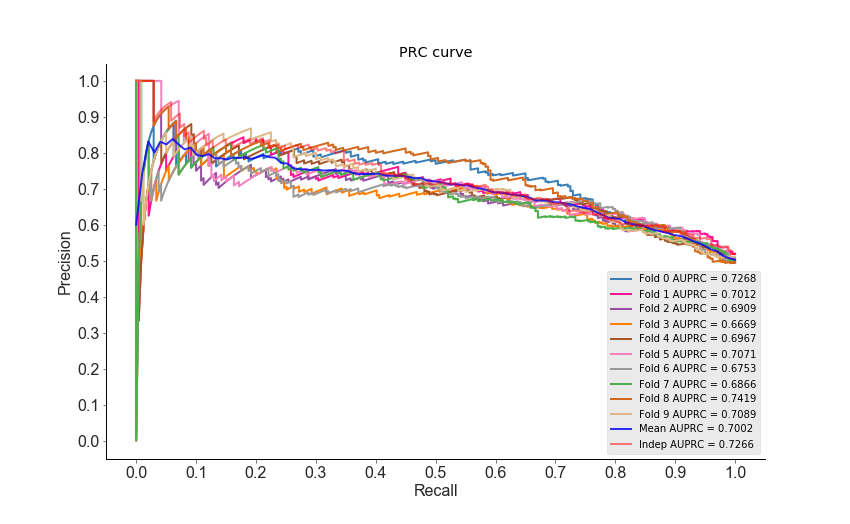 PRC curve
Precision
1.0
0.9
0.8
0.7
0.6
0.5
0.4
0.3
0.2
0.1
0.0
Fold 0 AUPRC = 0.7268
Fold 1 AUPRC = 0.7012
Fold 2 AUPRC = 0.6909
Fold 3 AUPRC = 0.6669
Fold 4 AUPRC = 0.6967
Fold 5 AUPRC = 0.7071
Fold 6 AUPRC = 0.6753
Fold 7 AUPRC = 0.6866
Fold 8 AUPRC = 0.7419
Fold 9 AUPRC = 0.7089
Mean AUPRC = 0.7002
Indep AUPRC = 0.7266
0.0 0.1 0.2 0.3 0.4 0.5 0.6 0.7 0.8 0.9 1.0
Recall